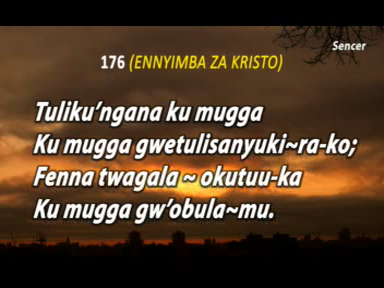 Sencer
176 (ENNYIMBA ZA KRISTO)
Tuliku’ngana ku mugga
Ku mugga gwetulisanyuki~ra-ko;
Fenna twagala ~ okutuu-ka
Ku mugga gw’obula~mu.